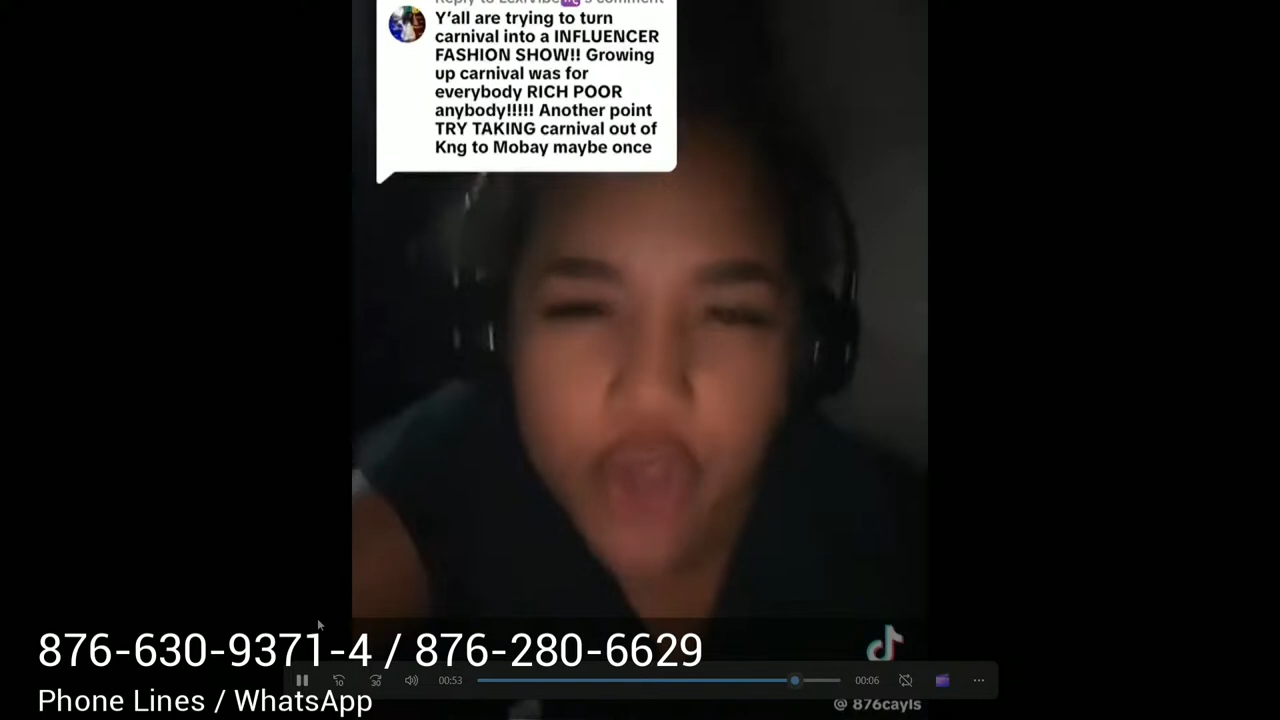 Y'all are trying to turn
carnival into a INFLUENCER
FASHION SHOW!! Growing
up carnival was for
everybody RICH POOR
anybody!!!!! Another point
TRY TAKING carnival out of
Kng to Mobay maybe once
876-630-9371-4 / 876-280-6629
10
30
00:53
00:06
Phone Lines / WhatsApp
@ 876cayls